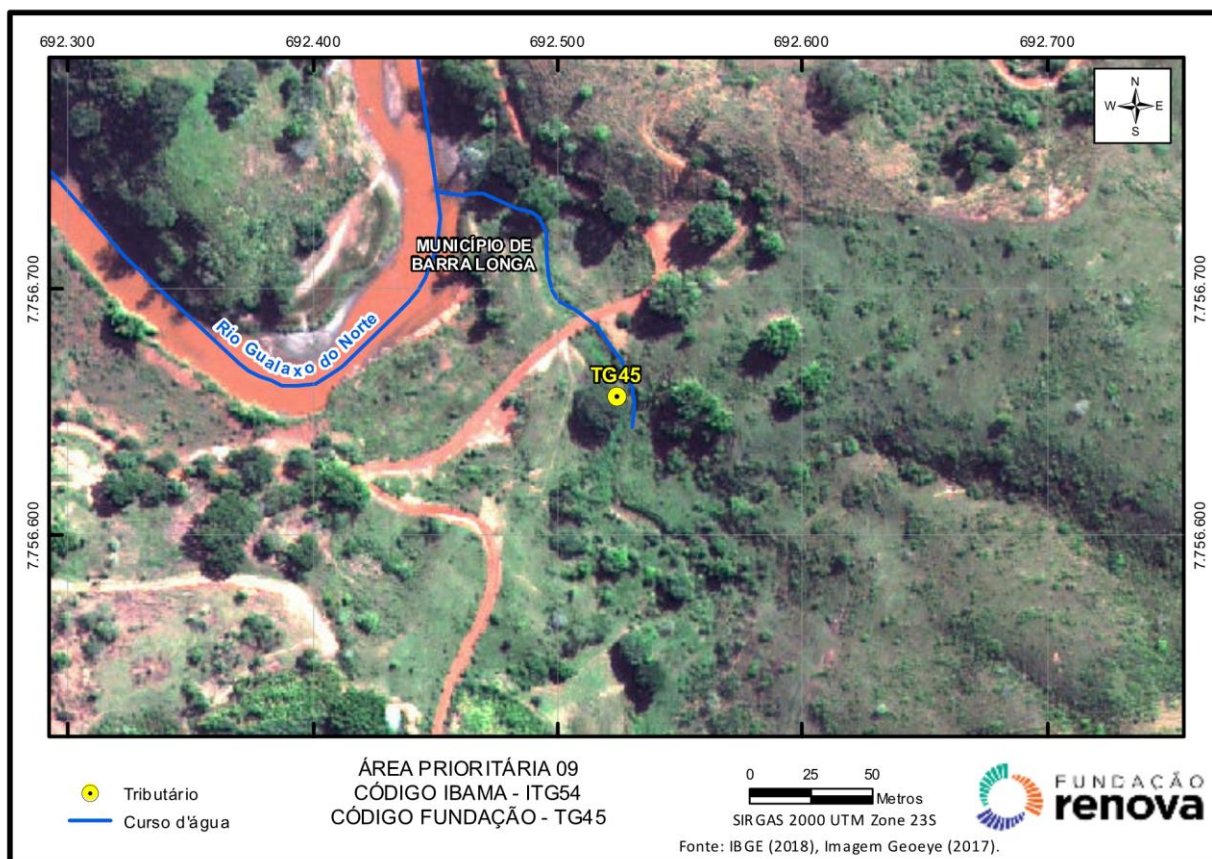 692.300 692.400 692.500 692.600 692.700
N
W E
S
7.756.700
7.756.700
MUNICÍPIO DE
BARRA LONGA
Rio Gualaxo do Norte
TG45
7.756.600
7.756.600
Tributário
Curso d'água
ÁREA PRIORITÁRIA 09
CÓDIGO IBAMA - ITG54
CÓDIGO FUNDAÇÃO - TG45
0 25 50
Metros
SIRGAS 2000 UTM Zone 23S
Fonte: IBGE (2018), Imagem Geoeye (2017).
FUNDAÇÃO
renova